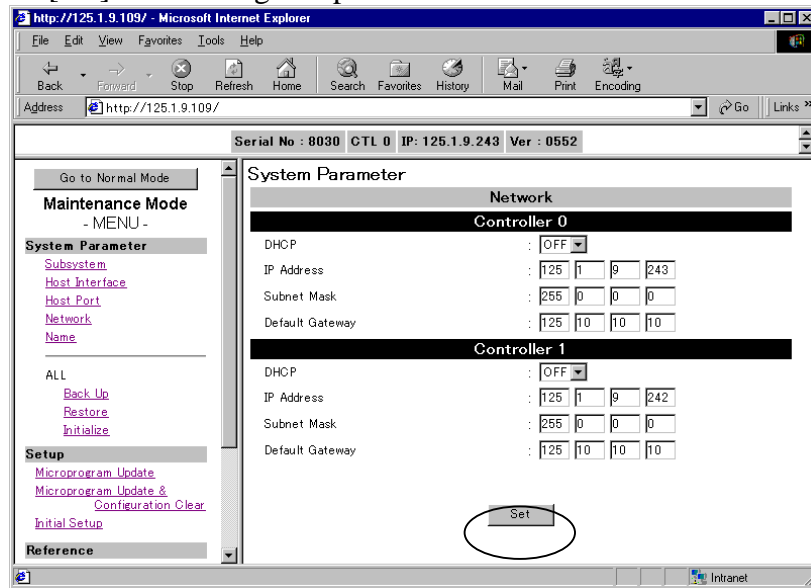 http://125.1.9.109/ - Microsoft Internet Explorer
File Edit View Favorites Tools Help
Back Forward Stop Refresh Home Search Favorites History Mail Print Encoding
Address http://125.1.9.109/ Go Links »
Serial No : 8030 CTL 0 IP: 125.1.9.243 Ver : 0552
Go to Normal Mode
Maintenance Mode
- MENU -
System Parameter
Subsystem
Host Interface
Host Port
Network
Name
ALL
Back Up
Restore
Initialize
Setup
Microprogram Update
Microprogram Update &
Configuration Clear
Initial Setup
Reference
System Parameter
Network
Controller 0
DHCP : OFF
IP Address : 125 1 9 243
Subnet Mask : 255 0 0 0
Default Gateway : 125 10 10 10
Controller 1
DHCP : OFF
IP Address : 125 1 9 242
Subnet Mask : 255 0 0 0
Default Gateway : 125 10 10 10
Set
Intranet